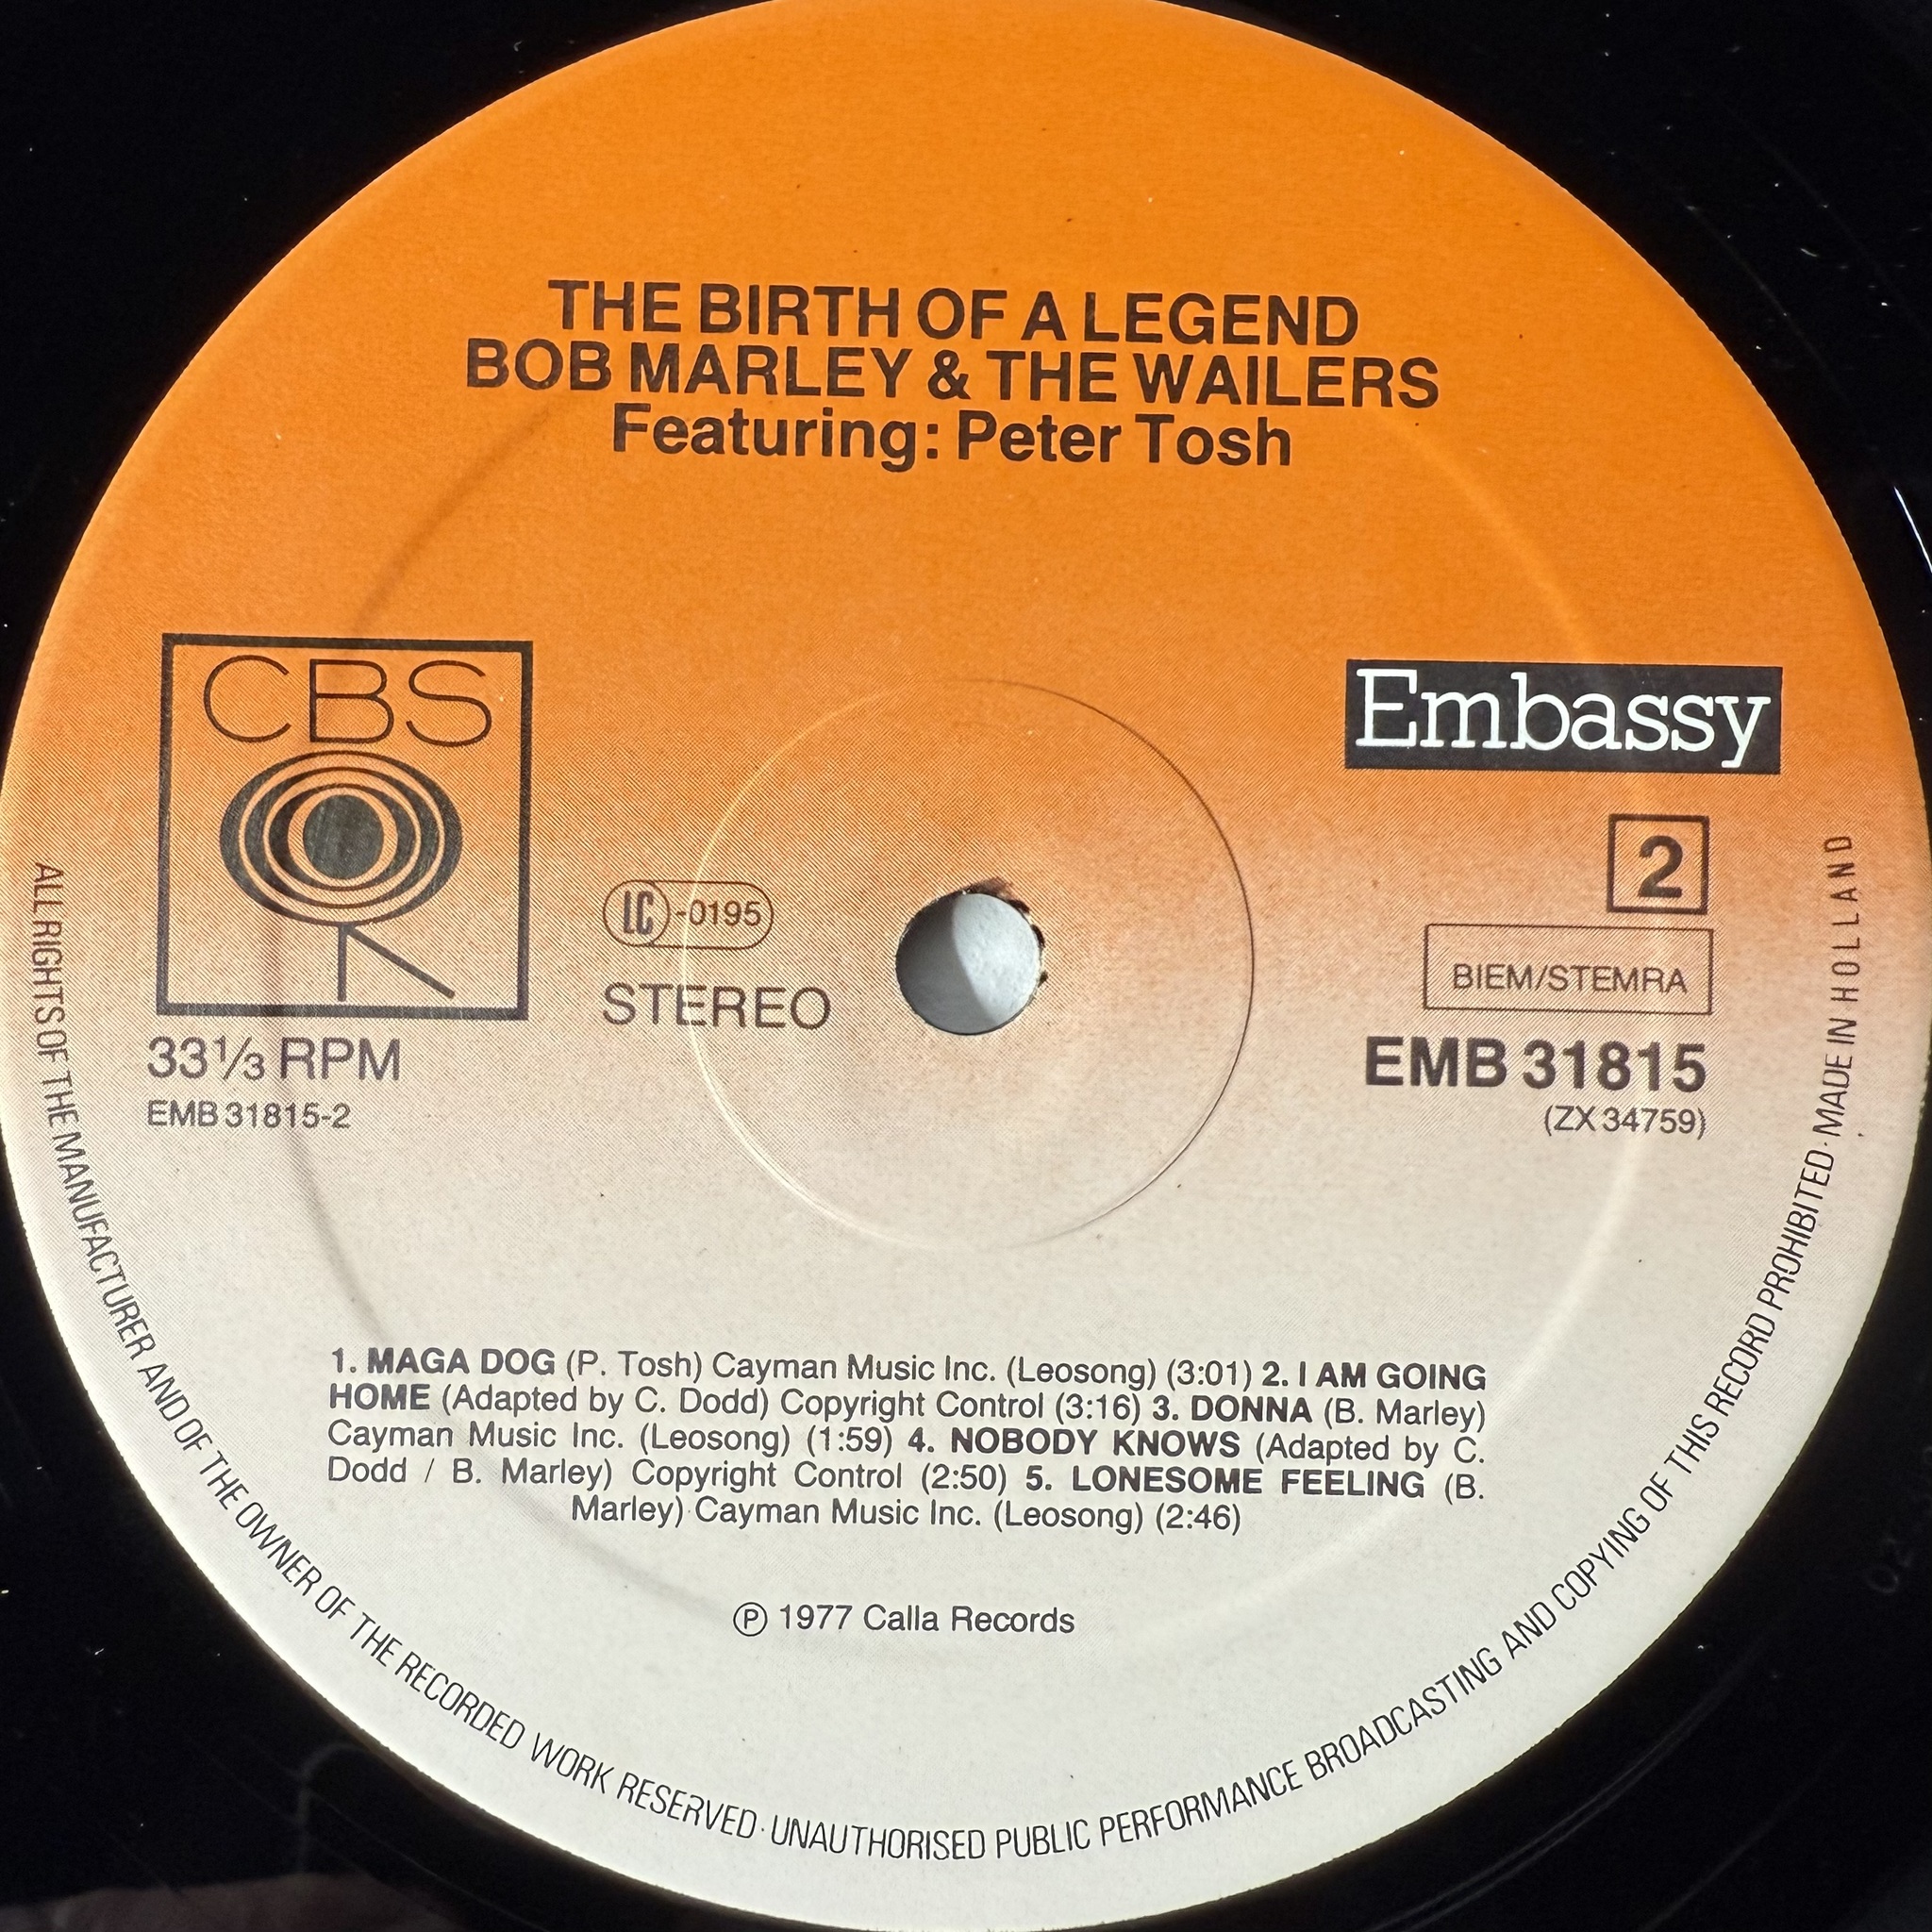 THE BIRTH OF A LEGEND
BOB MARLEY & THE WAILERS
Featuring: Peter Tosh
CBS
Embassy
2
LC-0195
BIEM/STEMRA
STEREO
33⅓ RPM
EMB 31815
EMB 31815-2
(ZX 34759)
1. MAGA DOG (P. Tosh) Cayman Music Inc. (Leosong) (3:01) 2. I AM GOING
HOME (Adapted by C. Dodd) Copyright Control (3:16) 3. DONNA (B. Marley)
Cayman Music Inc. (Leosong) (1:59) 4. NOBODY KNOWS (Adapted by C.
Dodd / B. Marley) Copyright Control (2:50) 5. LONESOME FEELING (B.
Marley) Cayman Music Inc. (Leosong) (2:46)
Ⓟ 1977 Calla Records
ALL RIGHTS OF THE MANUFACTURER AND OF THE OWNER OF THE RECORDED WORK RESERVED · UNAUTHORISED PUBLIC PERFORMANCE BROADCASTING AND COPYING OF THIS RECORD PROHIBITED · MADE IN HOLLAND